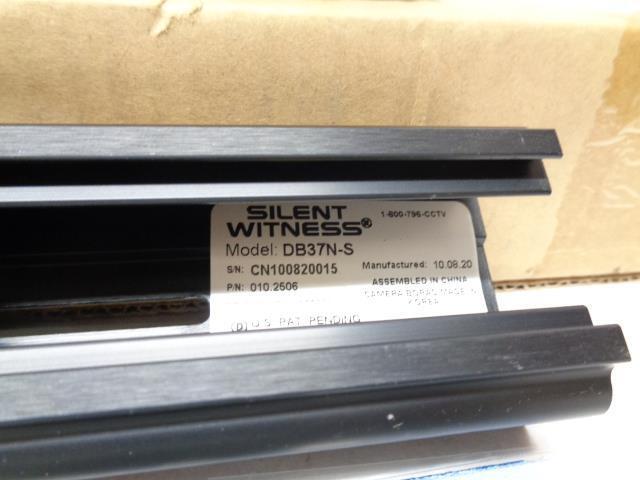 SILENT
WITNESS®
1-800-796-CCTV
Model: DB37N-S
S/N: CN100820015
Manufactured: 10.08.20
P/N: 010.2506
ASSEMBLED IN CHINA
CAMERA BORAD MADE IN
KOREA
(p) U.S. PAT. PENDING